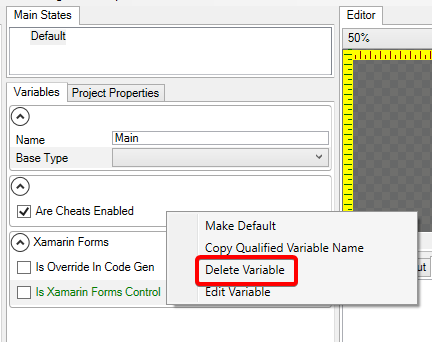 Main States
Default
Editor
50%
Variables
Project Properties
Name
Main
Base Type
Are Cheats Enabled
Make Default
Copy Qualified Variable Name
Delete Variable
Edit Variable
Xamarin Forms
Is Override In Code Gen
Is Xamarin Forms Control